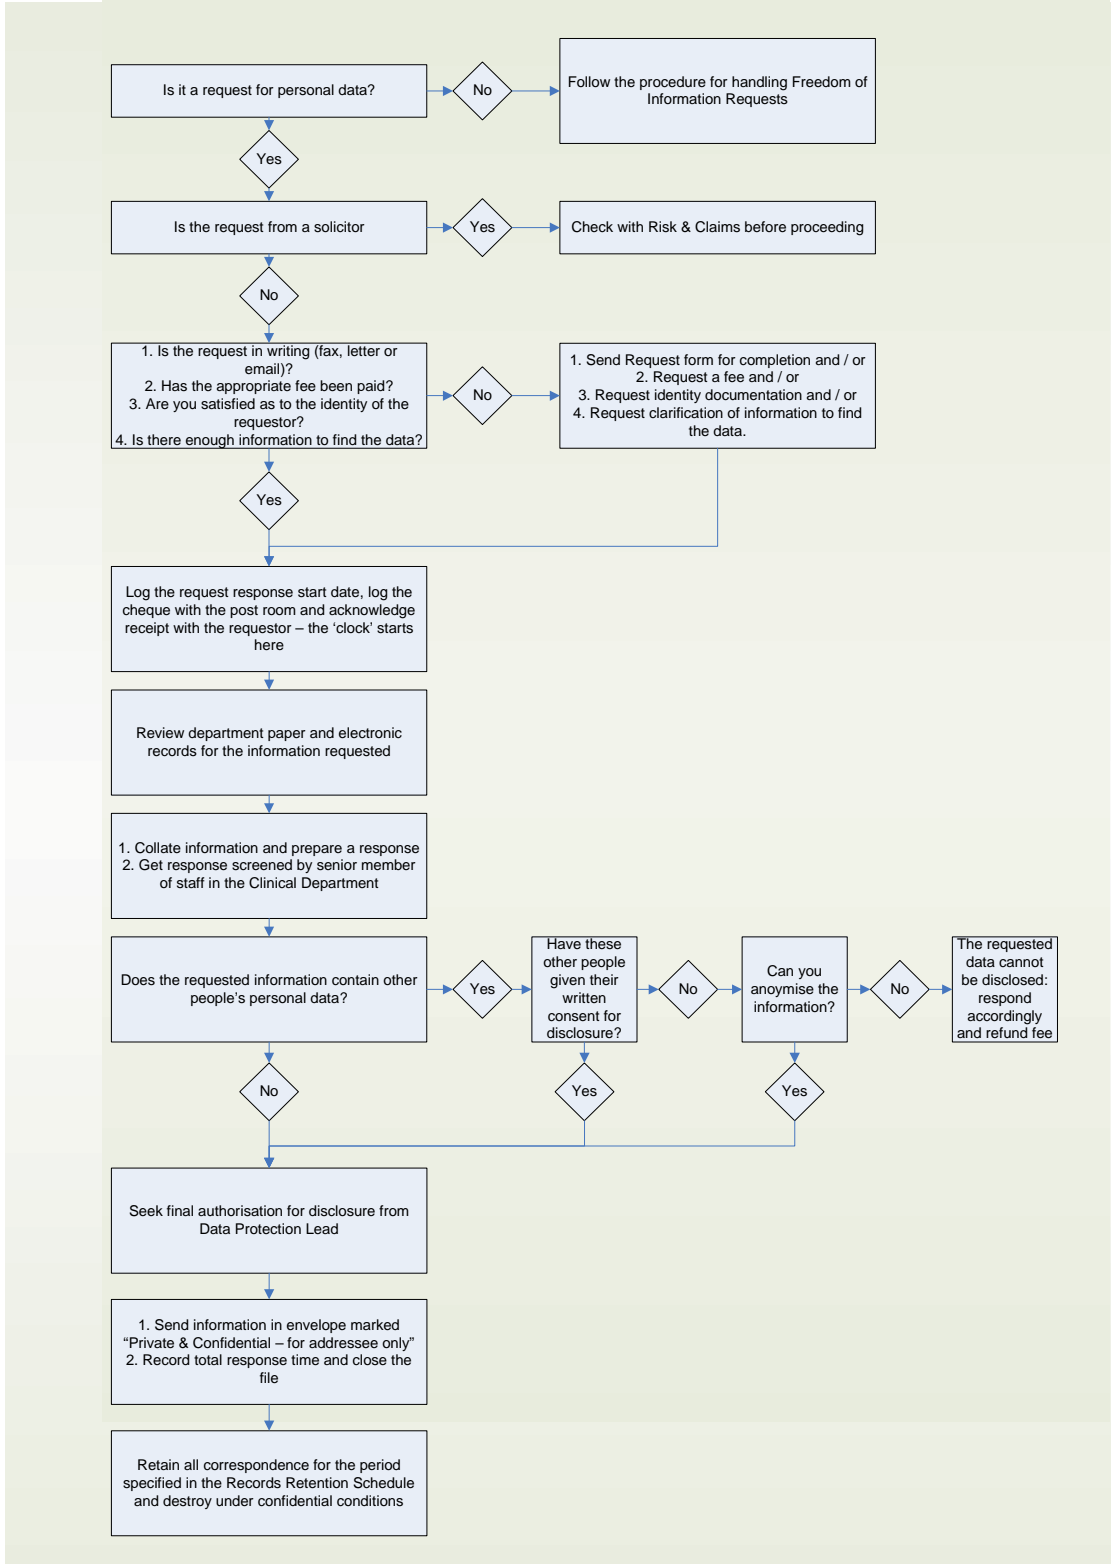 Is it a request for personal data?
No
Follow the procedure for handling Freedom of
Information Requests
Yes
Is the request from a solicitor
Yes
Check with Risk & Claims before proceeding
No
1. Is the request in writing (fax, letter or
email)?
2. Has the appropriate fee been paid?
3. Are you satisfied as to the identity of the
requestor?
4. Is there enough information to find the data?
No
1. Send Request form for completion and / or
2. Request a fee and / or
3. Request identity documentation and / or
4. Request clarification of information to find
the data.
Yes
Log the request response start date, log the
cheque with the post room and acknowledge
receipt with the requestor – the ‘clock’ starts
here
Review department paper and electronic
records for the information requested
1. Collate information and prepare a response
2. Get response screened by senior member
of staff in the Clinical Department
Does the requested information contain other
people’s personal data?
Yes
Have these
other people
given their
written
consent for
disclosure?
No
Can you
anoymise the
information?
No
The requested
data cannot
be disclosed:
respond
accordingly
and refund fee
No
Yes
Yes
Seek final authorisation for disclosure from
Data Protection Lead
1. Send information in envelope marked
“Private & Confidential – for addressee only”
2. Record total response time and close the
file
Retain all correspondence for the period
specified in the Records Retention Schedule
and destroy under confidential conditions